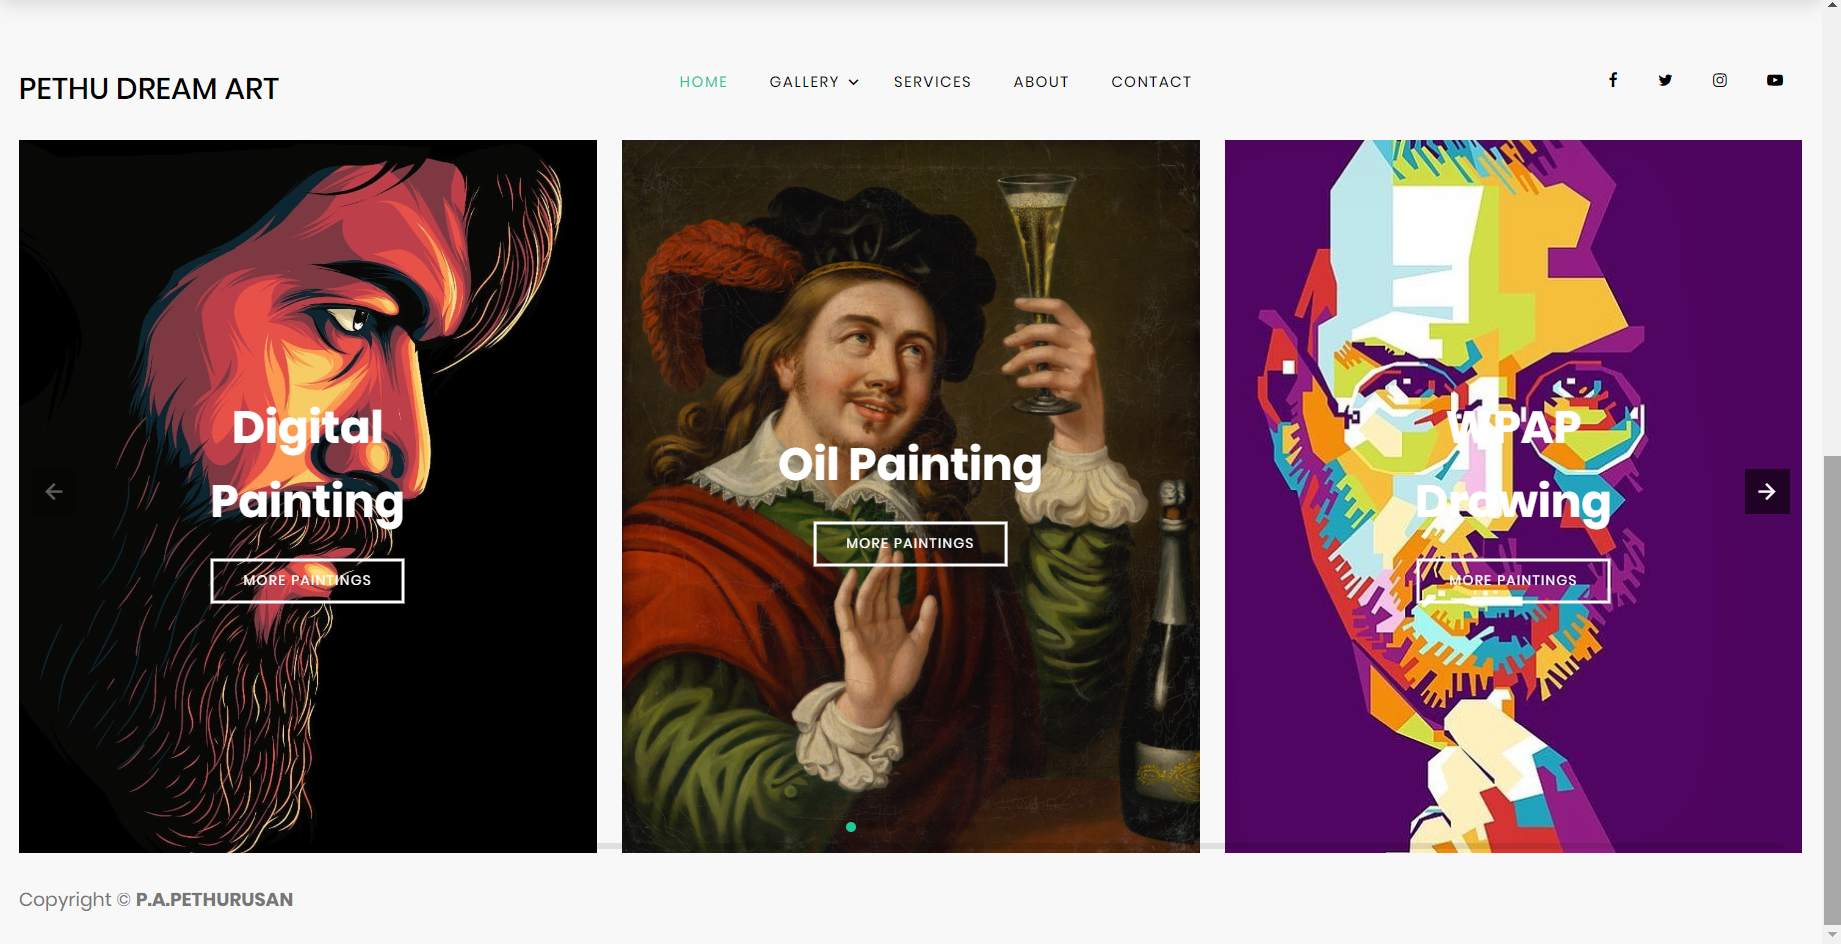 PETHU DREAM ART
HOME GALLERY SERVICES ABOUT CONTACT
Digital
Painting
MORE PAINTINGS
Oil Painting
MORE PAINTINGS
WPAP
Drawing
MORE PAINTINGS
Copyright © P.A.PETHURUSAN